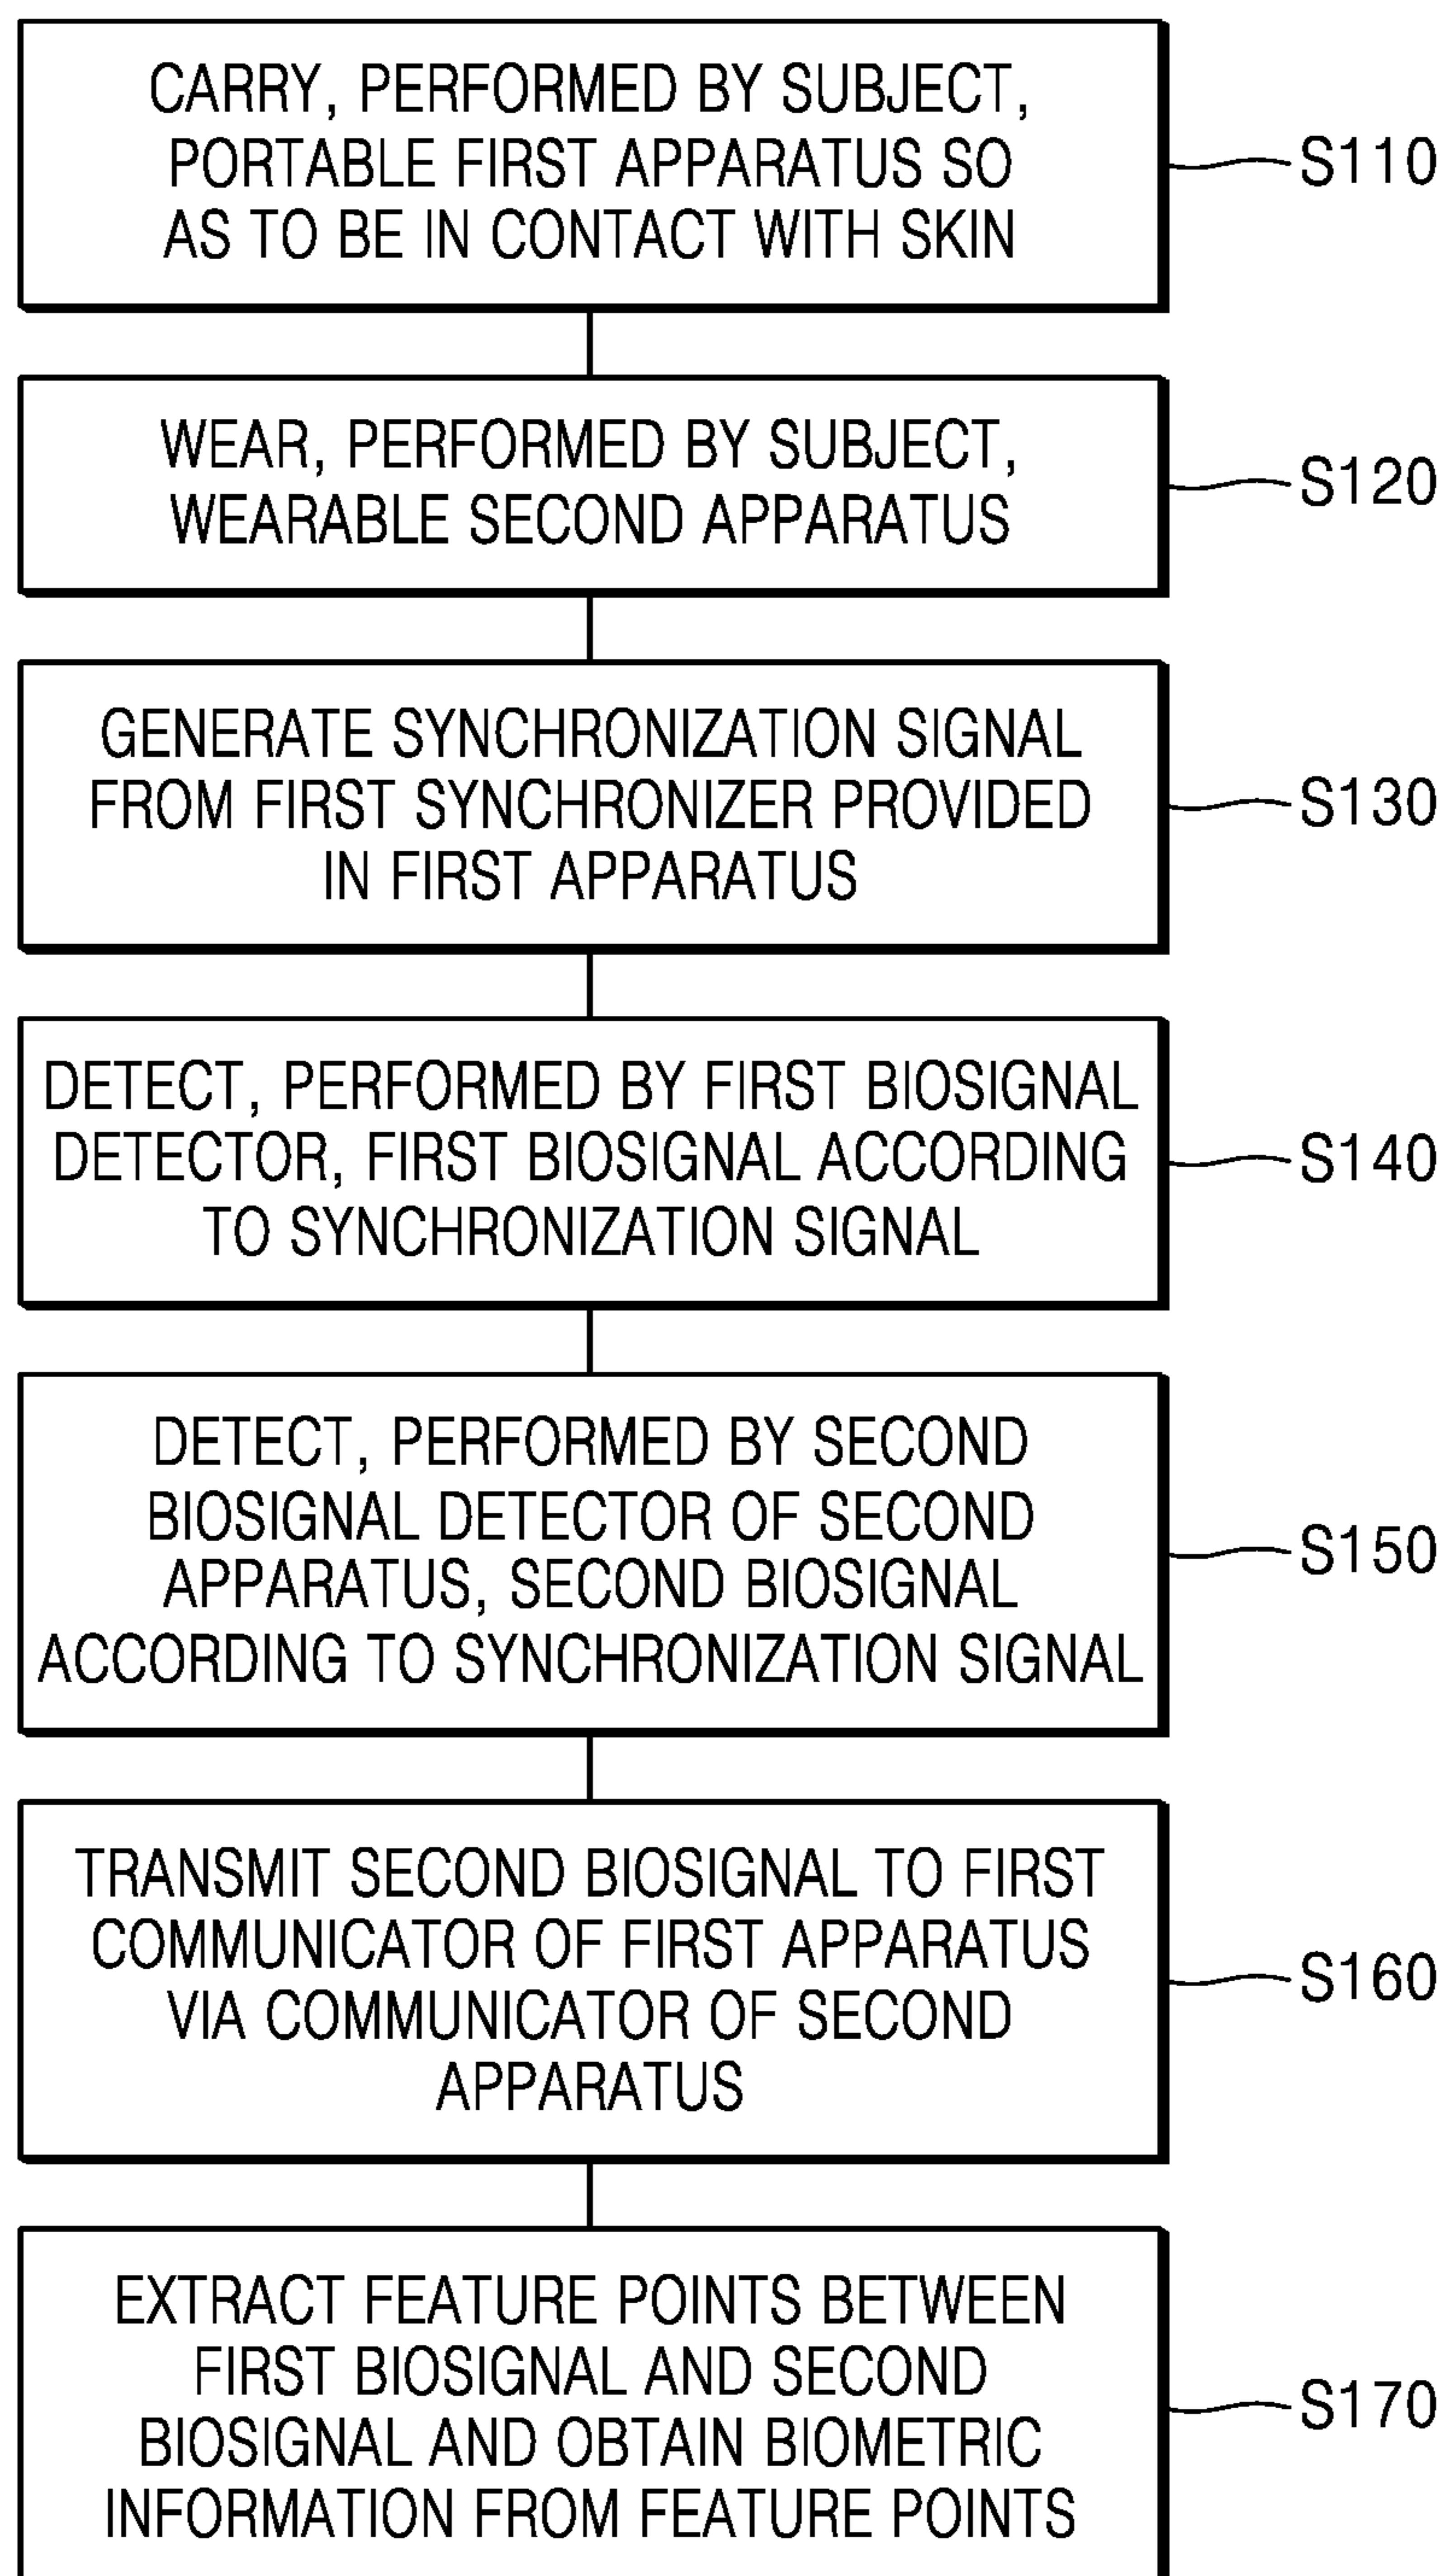 CARRY, PERFORMED BY SUBJECT,
PORTABLE FIRST APPARATUS SO
AS TO BE IN CONTACT WITH SKIN
S110
WEAR, PERFORMED BY SUBJECT,
WEARABLE SECOND APPARATUS
S120
GENERATE SYNCHRONIZATION SIGNAL
FROM FIRST SYNCHRONIZER PROVIDED
IN FIRST APPARATUS
S130
DETECT, PERFORMED BY FIRST BIOSIGNAL
DETECTOR, FIRST BIOSIGNAL ACCORDING
TO SYNCHRONIZATION SIGNAL
S140
DETECT, PERFORMED BY SECOND
BIOSIGNAL DETECTOR OF SECOND
APPARATUS, SECOND BIOSIGNAL
ACCORDING TO SYNCHRONIZATION SIGNAL
S150
TRANSMIT SECOND BIOSIGNAL TO FIRST
COMMUNICATOR OF FIRST APPARATUS
VIA COMMUNICATOR OF SECOND
APPARATUS
S160
EXTRACT FEATURE POINTS BETWEEN
FIRST BIOSIGNAL AND SECOND
BIOSIGNAL AND OBTAIN BIOMETRIC
INFORMATION FROM FEATURE POINTS
S170